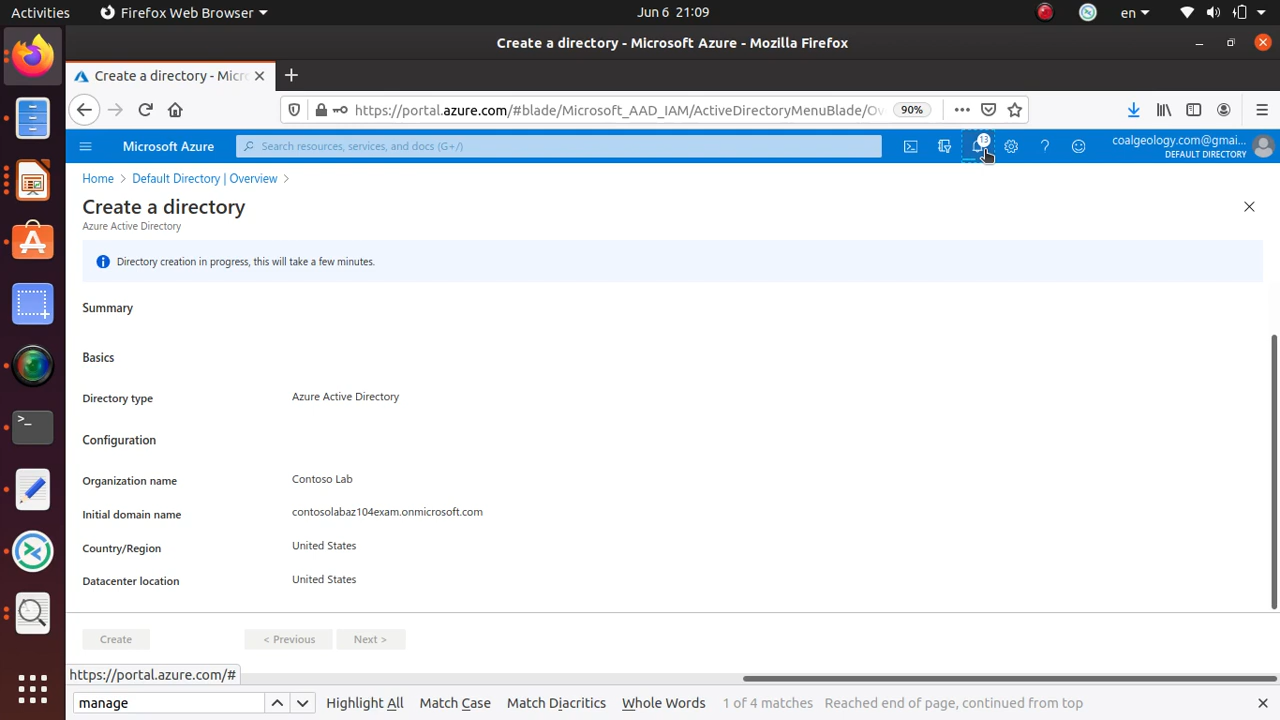 Activities
Firefox Web Browser
Jun 6 21:09
en
Create a directory - Microsoft Azure - Mozilla Firefox
Create a directory - Micr
https://portal.azure.com/#blade/Microsoft_AAD_IAM/ActiveDirectoryMenuBlade/Ov
90%
Microsoft Azure
Search resources, services, and docs (G+/)
13
coalgeology.com@gmai...
DEFAULT DIRECTORY
Home > Default Directory | Overview >
Create a directory
Azure Active Directory
Directory creation in progress, this will take a few minutes.
Summary
Basics
Directory type Azure Active Directory
Configuration
Organization name Contoso Lab
Initial domain name contosolabaz104exam.onmicrosoft.com
Country/Region United States
Datacenter location United States
Create < Previous Next >
https://portal.azure.com/#
manage Highlight All Match Case Match Diacritics Whole Words 1 of 4 matches Reached end of page, continued from top